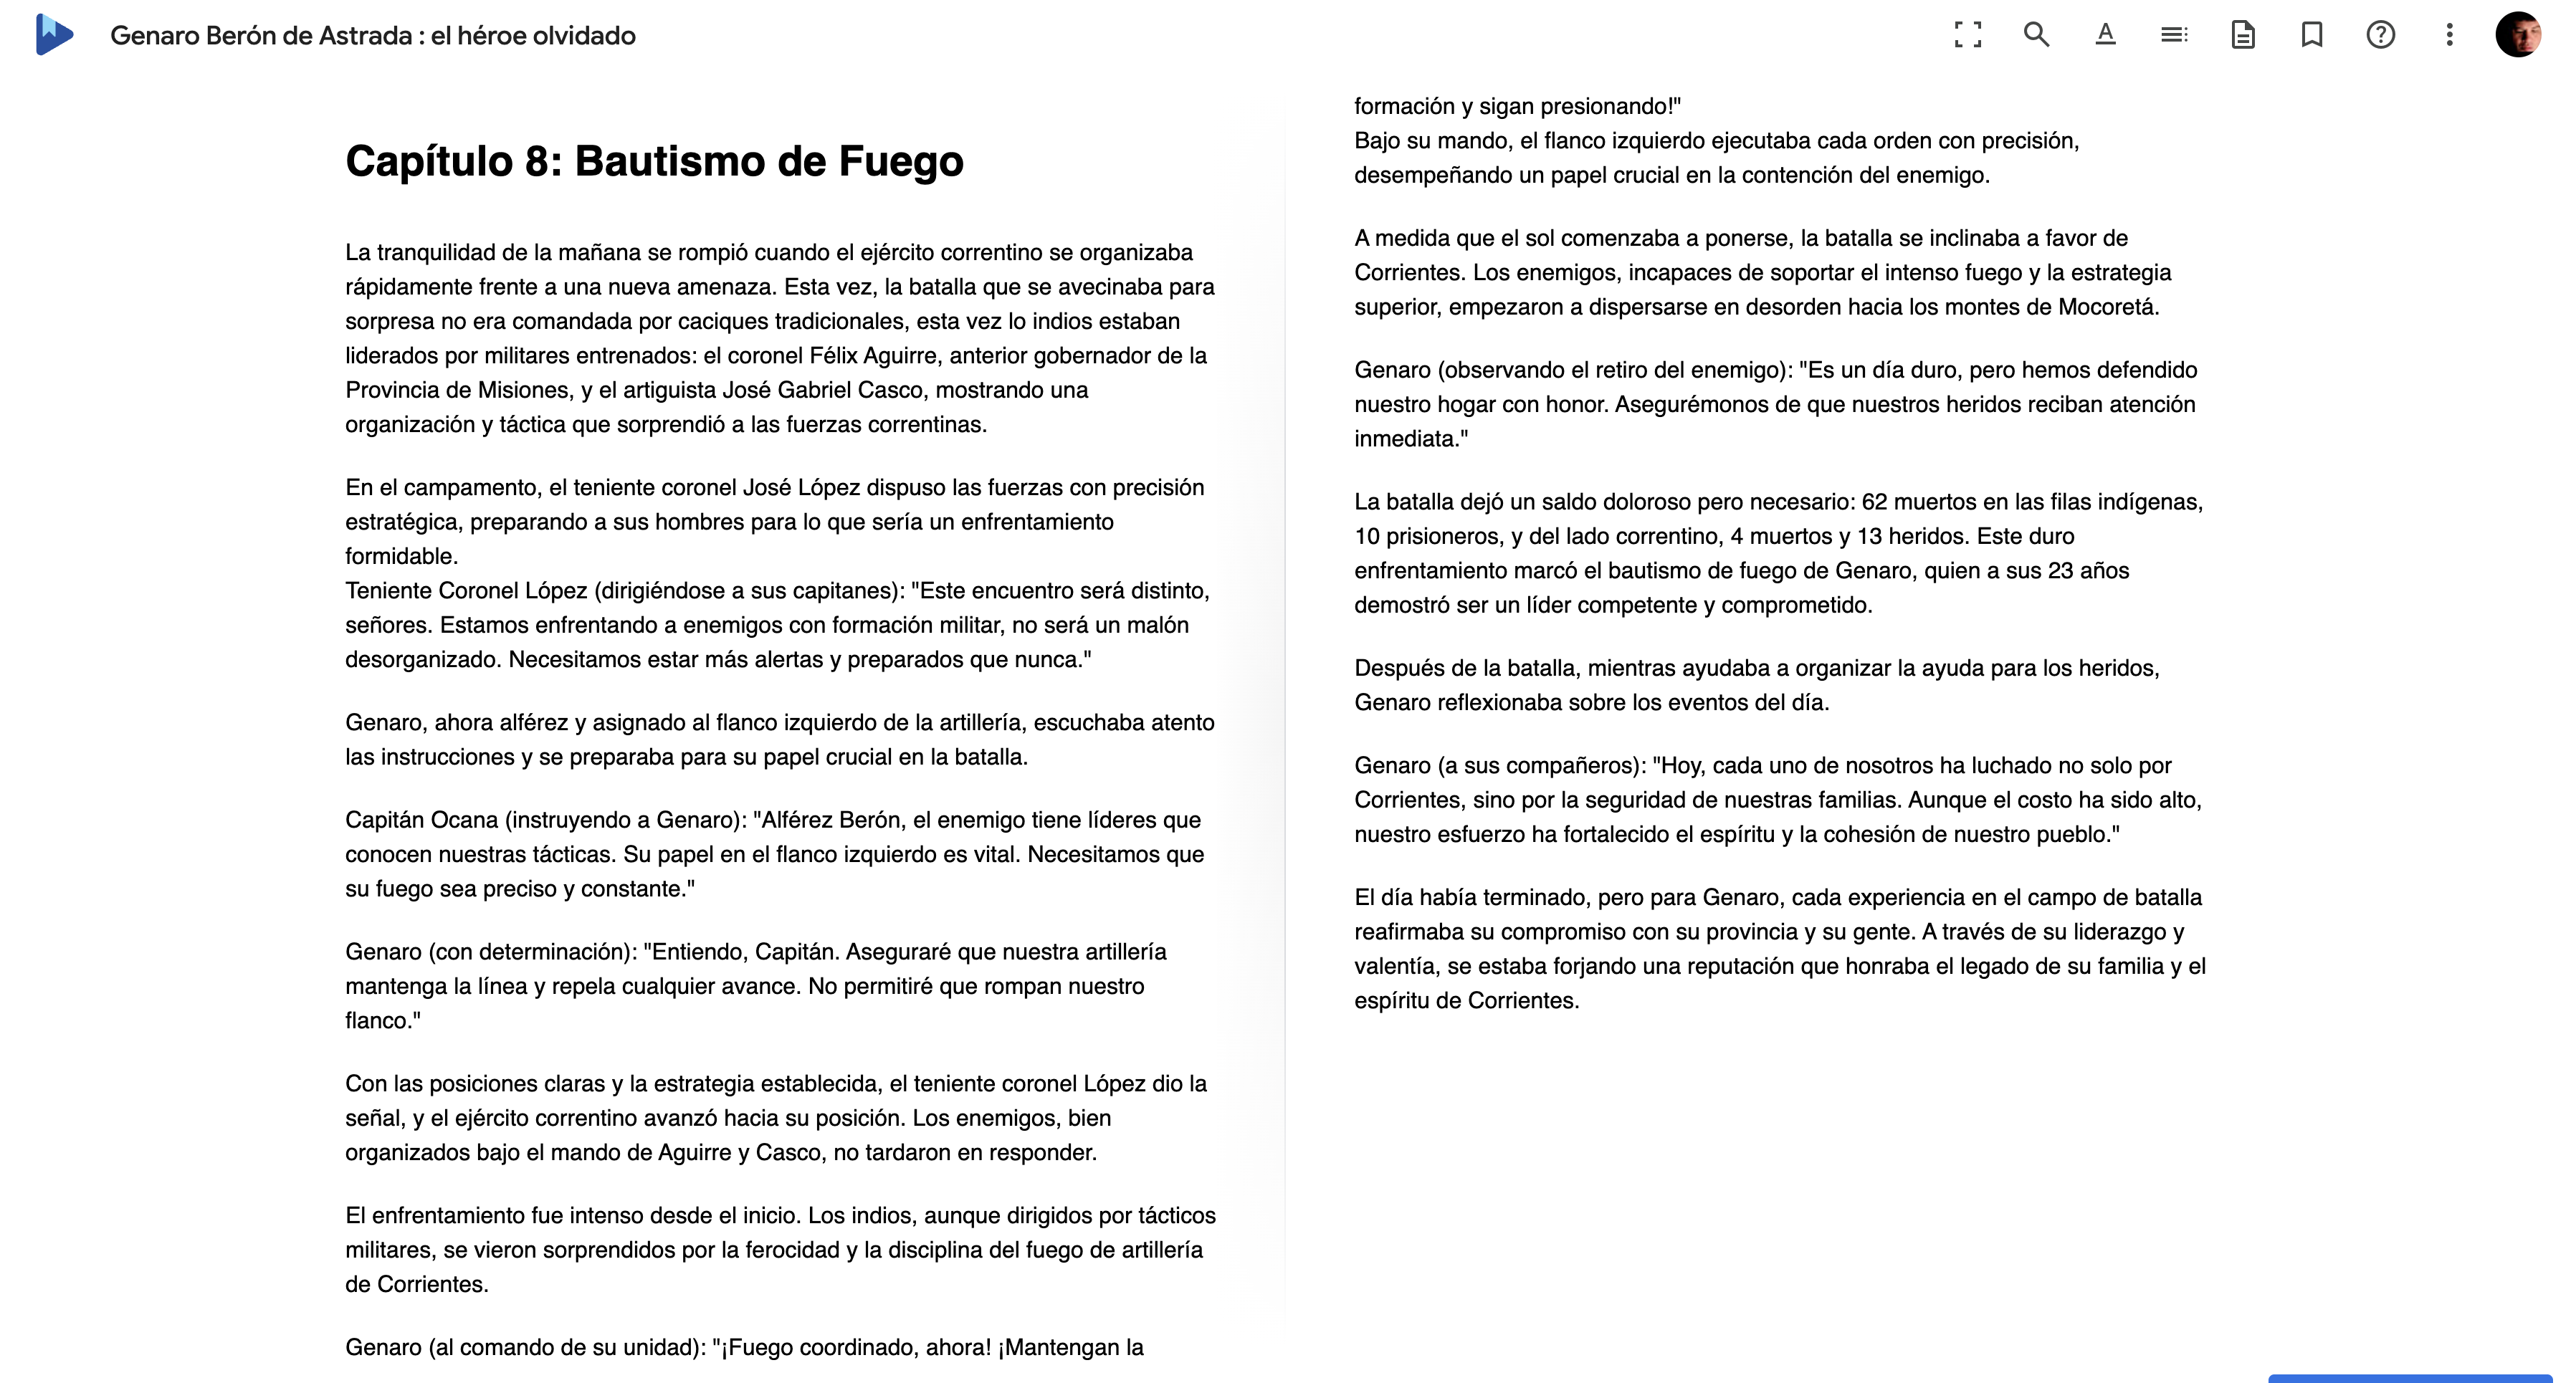 Genaro Berón de Astrada : el héroe olvidado
Capítulo 8: Bautismo de Fuego
La tranquilidad de la mañana se rompió cuando el ejército correntino se organizaba
rápidamente frente a una nueva amenaza. Esta vez, la batalla que se avecinaba para
sorpresa no era comandada por caciques tradicionales, esta vez lo indios estaban
liderados por militares entrenados: el coronel Félix Aguirre, anterior gobernador de la
Provincia de Misiones, y el artiguista José Gabriel Casco, mostrando una
organización y táctica que sorprendió a las fuerzas correntinas.
En el campamento, el teniente coronel José López dispuso las fuerzas con precisión
estratégica, preparando a sus hombres para lo que sería un enfrentamiento
formidable.
Teniente Coronel López (dirigiéndose a sus capitanes): "Este encuentro será distinto,
señores. Estamos enfrentando a enemigos con formación militar, no será un malón
desorganizado. Necesitamos estar más alertas y preparados que nunca."
Genaro, ahora alférez y asignado al flanco izquierdo de la artillería, escuchaba atento
las instrucciones y se preparaba para su papel crucial en la batalla.
Capitán Ocana (instruyendo a Genaro): "Alférez Berón, el enemigo tiene líderes que
conocen nuestras tácticas. Su papel en el flanco izquierdo es vital. Necesitamos que
su fuego sea preciso y constante."
Genaro (con determinación): "Entiendo, Capitán. Aseguraré que nuestra artillería
mantenga la línea y repela cualquier avance. No permitiré que rompan nuestro
flanco."
Con las posiciones claras y la estrategia establecida, el teniente coronel López dio la
señal, y el ejército correntino avanzó hacia su posición. Los enemigos, bien
organizados bajo el mando de Aguirre y Casco, no tardaron en responder.
El enfrentamiento fue intenso desde el inicio. Los indios, aunque dirigidos por tácticos
militares, se vieron sorprendidos por la ferocidad y la disciplina del fuego de artillería
de Corrientes.
Genaro (al comando de su unidad): "¡Fuego coordinado, ahora! ¡Mantengan la
formación y sigan presionando!"
Bajo su mando, el flanco izquierdo ejecutaba cada orden con precisión,
desempeñando un papel crucial en la contención del enemigo.
A medida que el sol comenzaba a ponerse, la batalla se inclinaba a favor de
Corrientes. Los enemigos, incapaces de soportar el intenso fuego y la estrategia
superior, empezaron a dispersarse en desorden hacia los montes de Mocoretá.
Genaro (observando el retiro del enemigo): "Es un día duro, pero hemos defendido
nuestro hogar con honor. Asegurémonos de que nuestros heridos reciban atención
inmediata."
La batalla dejó un saldo doloroso pero necesario: 62 muertos en las filas indígenas,
10 prisioneros, y del lado correntino, 4 muertos y 13 heridos. Este duro
enfrentamiento marcó el bautismo de fuego de Genaro, quien a sus 23 años
demostró ser un líder competente y comprometido.
Después de la batalla, mientras ayudaba a organizar la ayuda para los heridos,
Genaro reflexionaba sobre los eventos del día.
Genaro (a sus compañeros): "Hoy, cada uno de nosotros ha luchado no solo por
Corrientes, sino por la seguridad de nuestras familias. Aunque el costo ha sido alto,
nuestro esfuerzo ha fortalecido el espíritu y la cohesión de nuestro pueblo."
El día había terminado, pero para Genaro, cada experiencia en el campo de batalla
reafirmaba su compromiso con su provincia y su gente. A través de su liderazgo y
valentía, se estaba forjando una reputación que honraba el legado de su familia y el
espíritu de Corrientes.